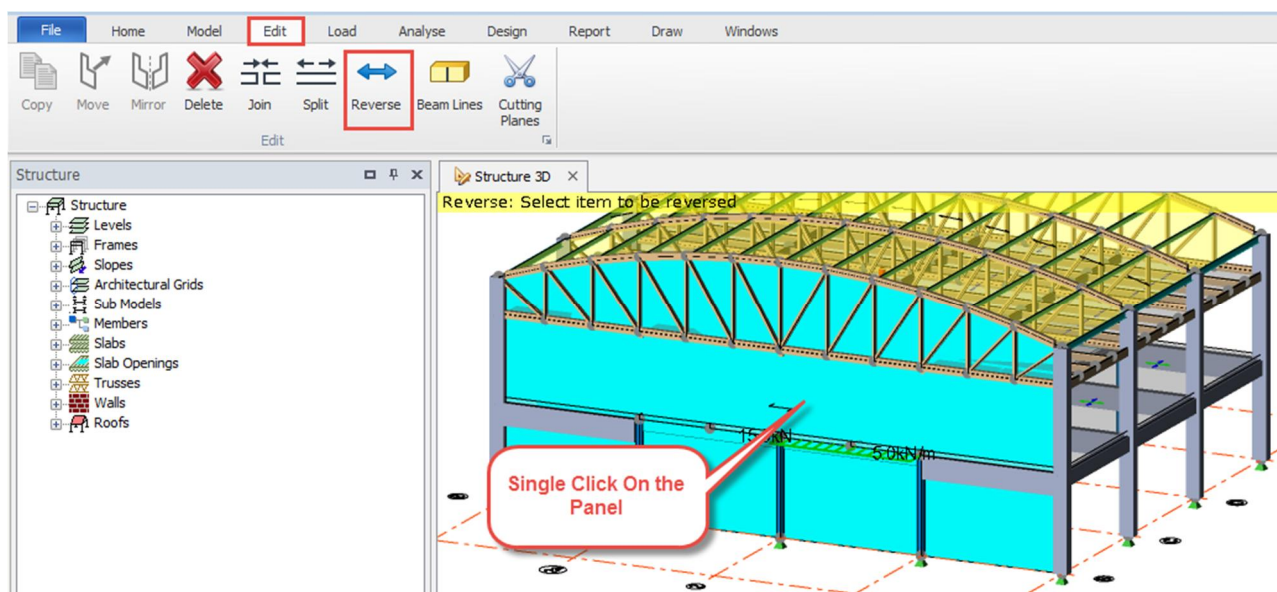 File Home Model Edit Load Analyse Design Report Draw Windows
Copy Move Mirror Delete Join Split Reverse Beam Lines Cutting Planes
Edit
Structure
Structure 3D
Reverse: Select item to be reversed
Structure
Levels
Frames
Slopes
Architectural Grids
Sub Models
Members
Slabs
Slab Openings
Trusses
Walls
Roofs
5.0kN/m
Single Click On the
Panel